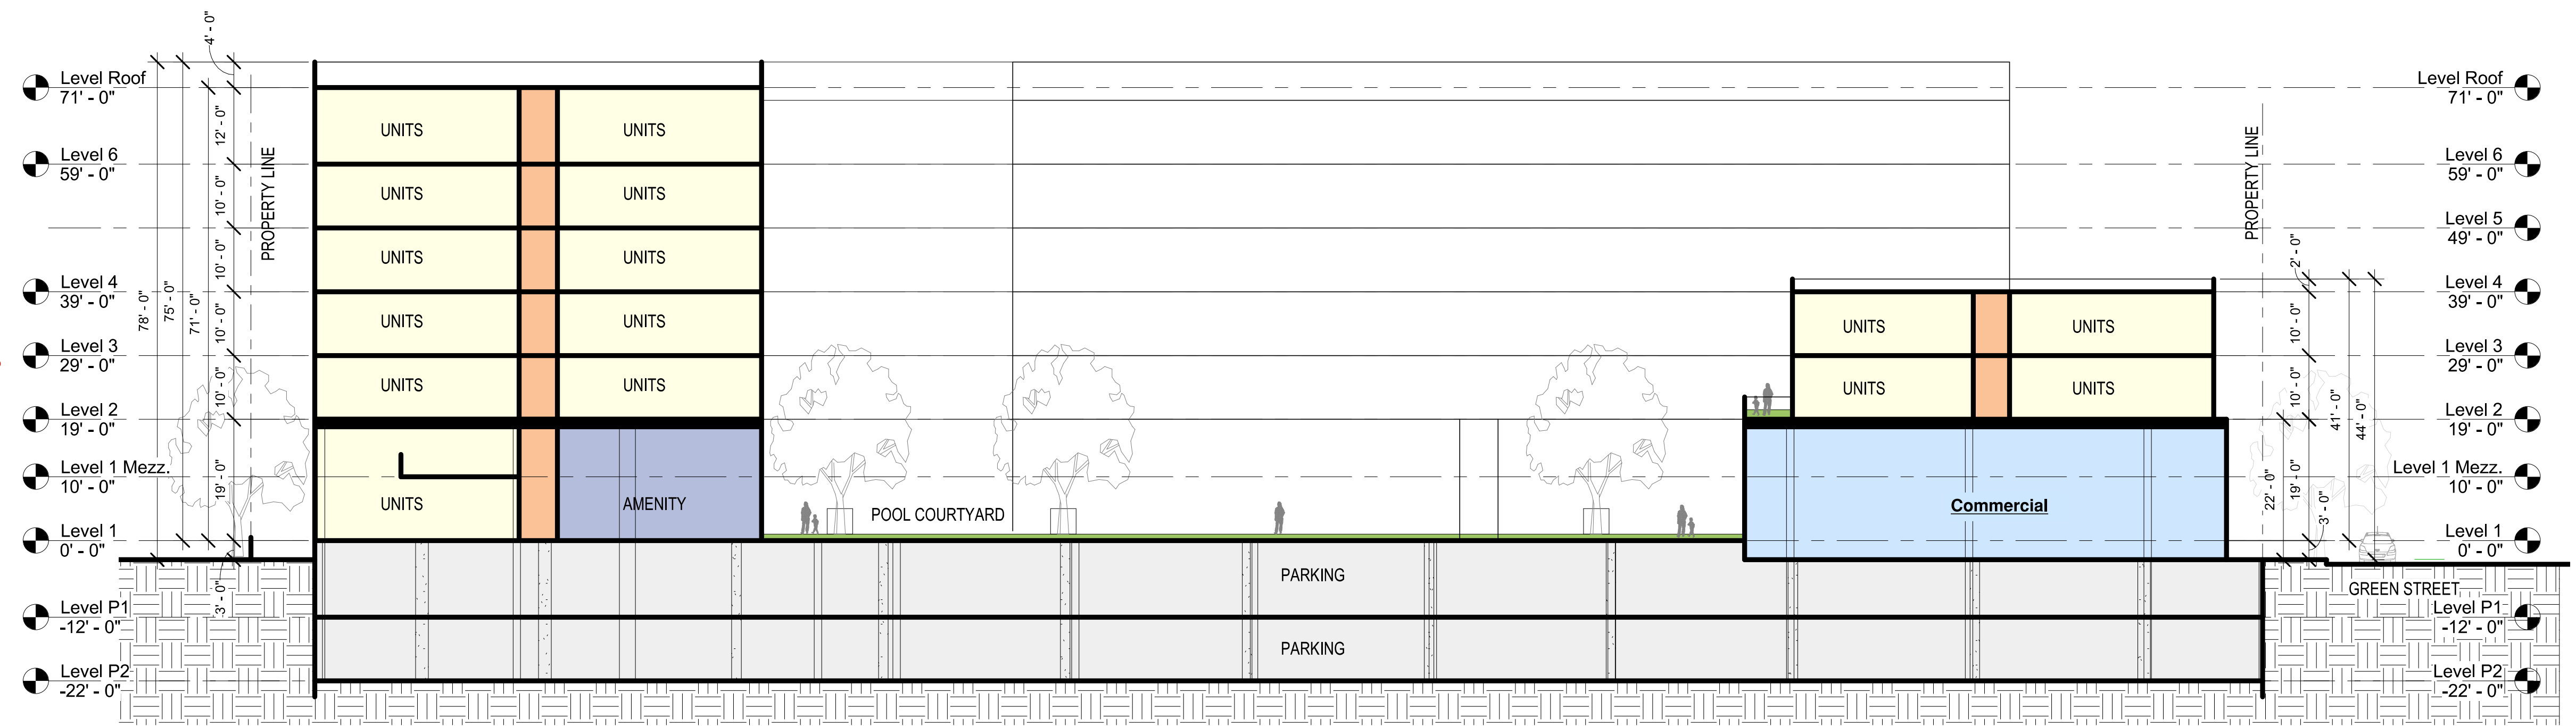 4' - 0"
Level Roof
71' - 0"
Level 6
59' - 0"
Level 4
39' - 0"
Level 3
29' - 0"
Level 2
19' - 0"
Level 1 Mezz.
10' - 0"
Level 1
0' - 0"
Level P1
-12' - 0"
Level P2
-22' - 0"
78' - 0"
75' - 0"
71' - 0"
12' - 0"
10' - 0"
10' - 0"
10' - 0"
10' - 0"
19' - 0"
3' - 0"
PROPERTY LINE
UNITS
UNITS
UNITS
UNITS
UNITS
UNITS
UNITS
UNITS
UNITS
UNITS
UNITS
AMENITY
POOL COURTYARD
PARKING
PARKING
UNITS
UNITS
UNITS
UNITS
Commercial
PROPERTY LINE
2' - 0"
10' - 0"
10' - 0"
41' - 0"
44' - 0"
22' - 0"
19' - 0"
3' - 0"
GREEN STREET
Level Roof
71' - 0"
Level 6
59' - 0"
Level 5
49' - 0"
Level 4
39' - 0"
Level 3
29' - 0"
Level 2
19' - 0"
Level 1 Mezz.
10' - 0"
Level 1
0' - 0"
Level P1
-12' - 0"
Level P2
-22' - 0"